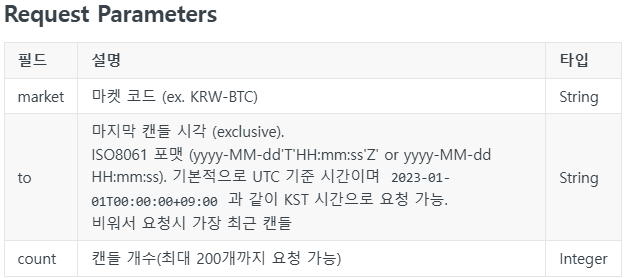 Request Parameters
필드 설명 타입
market 마켓 코드 (ex. KRW-BTC) String
마지막 캔들 시각 (exclusive).
ISO8061 포맷 (yyyy-MM-dd'T'HH:mm:ss'Z' or yyyy-MM-dd
to HH:mm:ss). 기본적으로 UTC 기준 시간이며 2023-01- String
01T00:00:00+09:00 과 같이 KST 시간으로 요청 가능.
비워서 요청시 가장 최근 캔들
count 캔들 개수(최대 200개까지 요청 가능) Integer